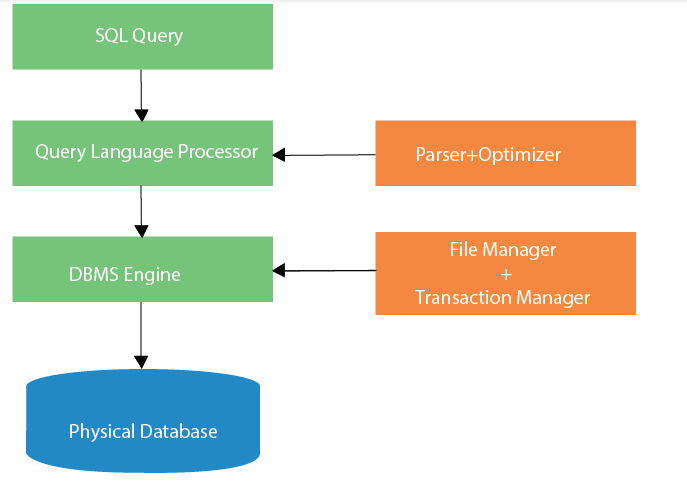 SQL Query
Query Language Processor
Parser+Optimizer
DBMS Engine
File Manager
+
Transaction Manager
Physical Database